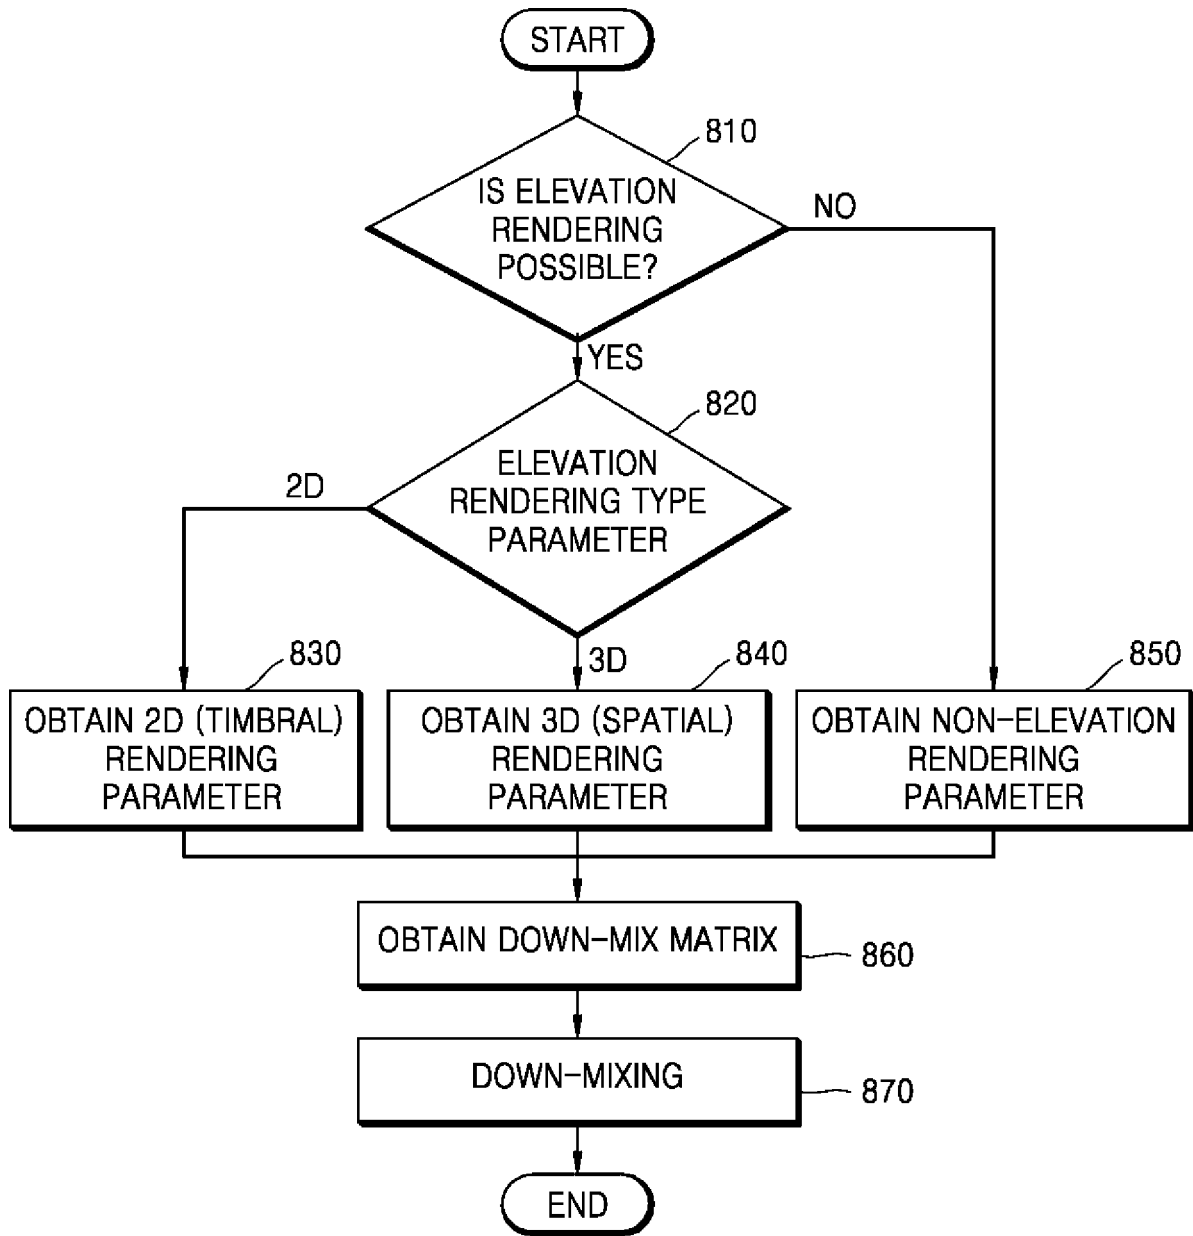 START
810
IS ELEVATION
RENDERING
POSSIBLE?
NO
YES
820
ELEVATION
RENDERING TYPE
PARAMETER
2D
3D
830
OBTAIN 2D (TIMBRAL)
RENDERING
PARAMETER
840
OBTAIN 3D (SPATIAL)
RENDERING
PARAMETER
850
OBTAIN NON-ELEVATION
RENDERING
PARAMETER
OBTAIN DOWN-MIX MATRIX
860
DOWN-MIXING
870
END